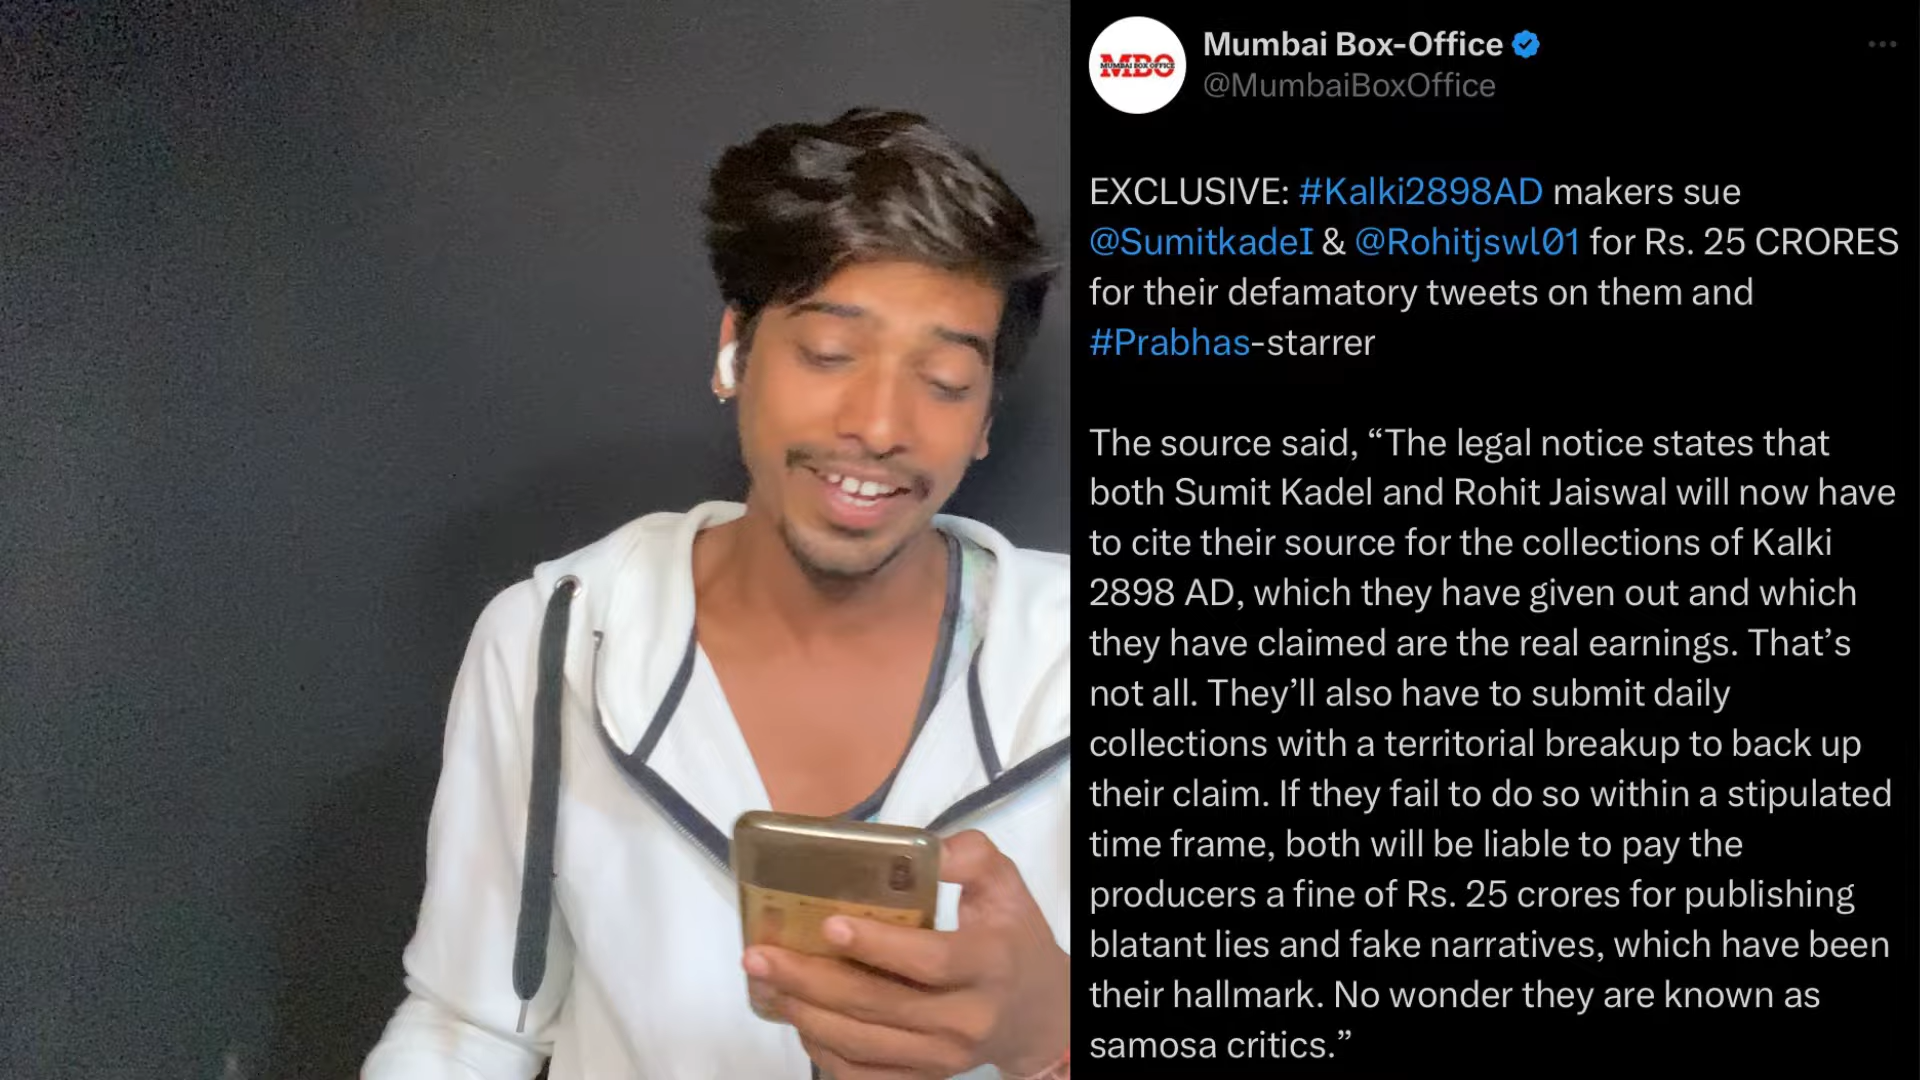 MBO
MUMBAI BOX OFFICE
Mumbai Box-Office
@MumbaiBoxOffice
EXCLUSIVE: #Kalki2898AD makers sue
@SumitkadeI & @Rohitjswl01 for Rs. 25 CRORES
for their defamatory tweets on them and
#Prabhas-starrer
The source said, “The legal notice states that
both Sumit Kadel and Rohit Jaiswal will now have
to cite their source for the collections of Kalki
2898 AD, which they have given out and which
they have claimed are the real earnings. That’s
not all. They’ll also have to submit daily
collections with a territorial breakup to back up
their claim. If they fail to do so within a stipulated
time frame, both will be liable to pay the
producers a fine of Rs. 25 crores for publishing
blatant lies and fake narratives, which have been
their hallmark. No wonder they are known as
samosa critics.”